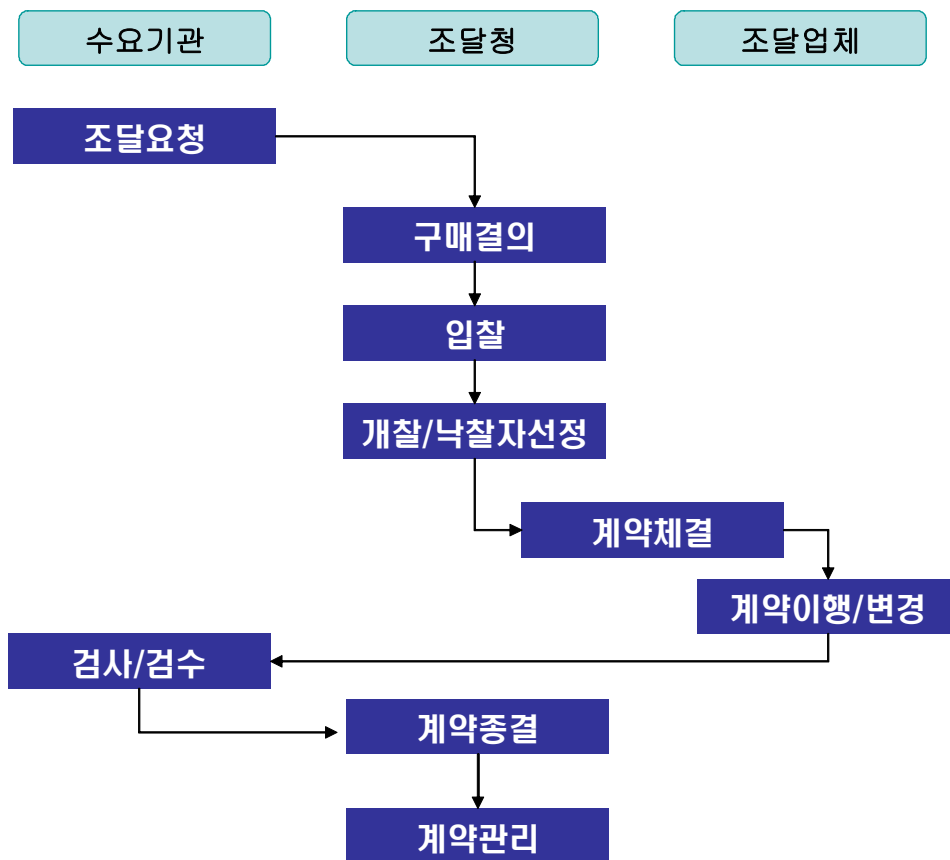 수요기관
조달청
조달업체
조달요청
구매결의
입찰
개찰/낙찰자선정
계약체결
계약이행/변경
검사/검수
계약종결
계약관리